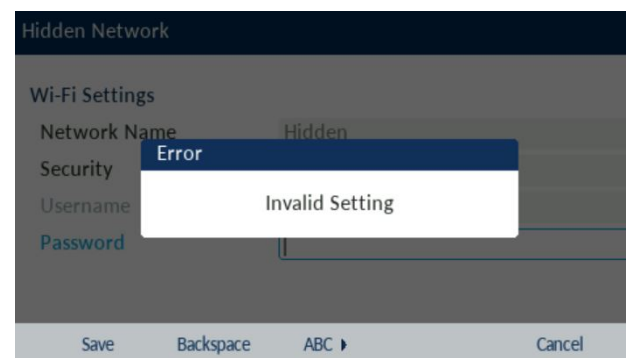 Hidden Network
Wi-Fi Settings
Network Name Hidden
Error
Security
Invalid Setting
Username
Password
Save Backspace ABC Cancel